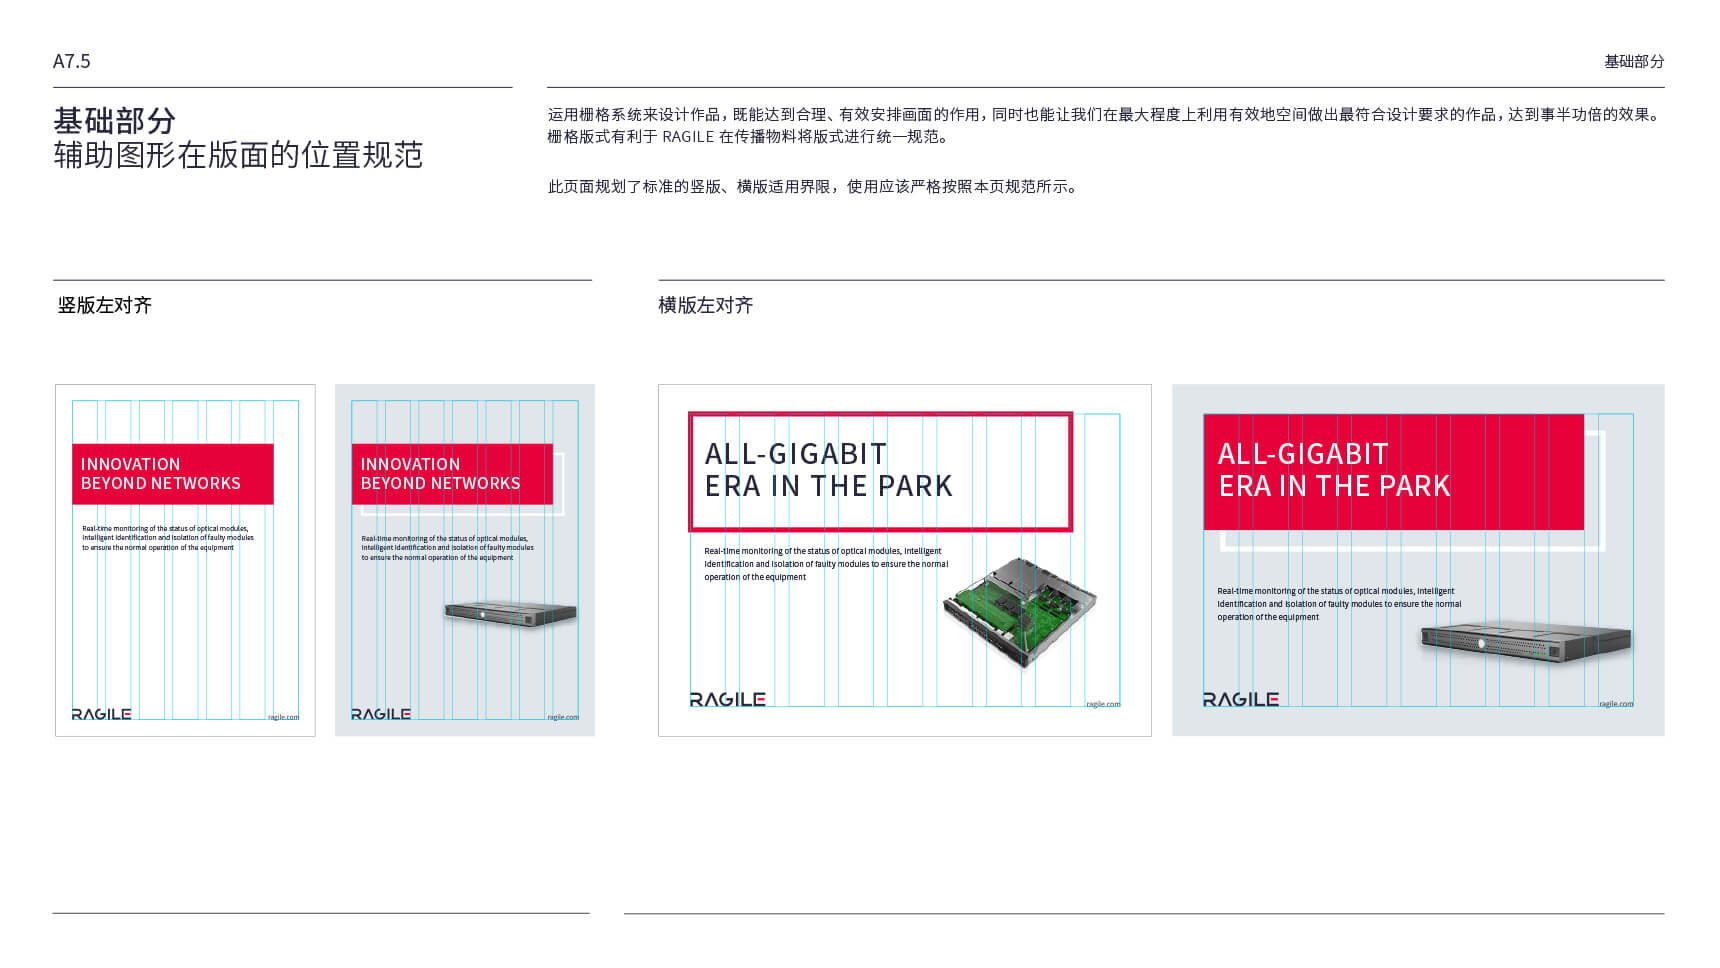 A7.5
基础部分
基础部分
辅助图形在版面的位置规范
运用栅格系统来设计作品，既能达到合理、有效安排画面的作用，同时也能让我们在最大程度上利用有效地空间做出最符合设计要求的作品，达到事半功倍的效果。
栅格版式有利于 RAGILE 在传播物料将版式进行统一规范。
此页面规划了标准的竖版、横版适用界限，使用应该严格按照本页规范所示。
竖版左对齐
横版左对齐
INNOVATION
BEYOND NETWORKS
Real-time monitoring of the status of optical modules,
Intelligent identification and isolation of faulty modules
to ensure the normal operation of the equipment
RAGILE
ragile.com
INNOVATION
BEYOND NETWORKS
Real-time monitoring of the status of optical modules,
Intelligent identification and isolation of faulty modules
to ensure the normal operation of the equipment
RAGILE
ragile.com
ALL-GIGABIT
ERA IN THE PARK
Real-time monitoring of the status of optical modules, Intelligent
identification and isolation of faulty modules to ensure the normal
operation of the equipment
RAGILE
ragile.com
ALL-GIGABIT
ERA IN THE PARK
Real-time monitoring of the status of optical modules, Intelligent
identification and isolation of faulty modules to ensure the normal
operation of the equipment
RAGILE
ragile.com